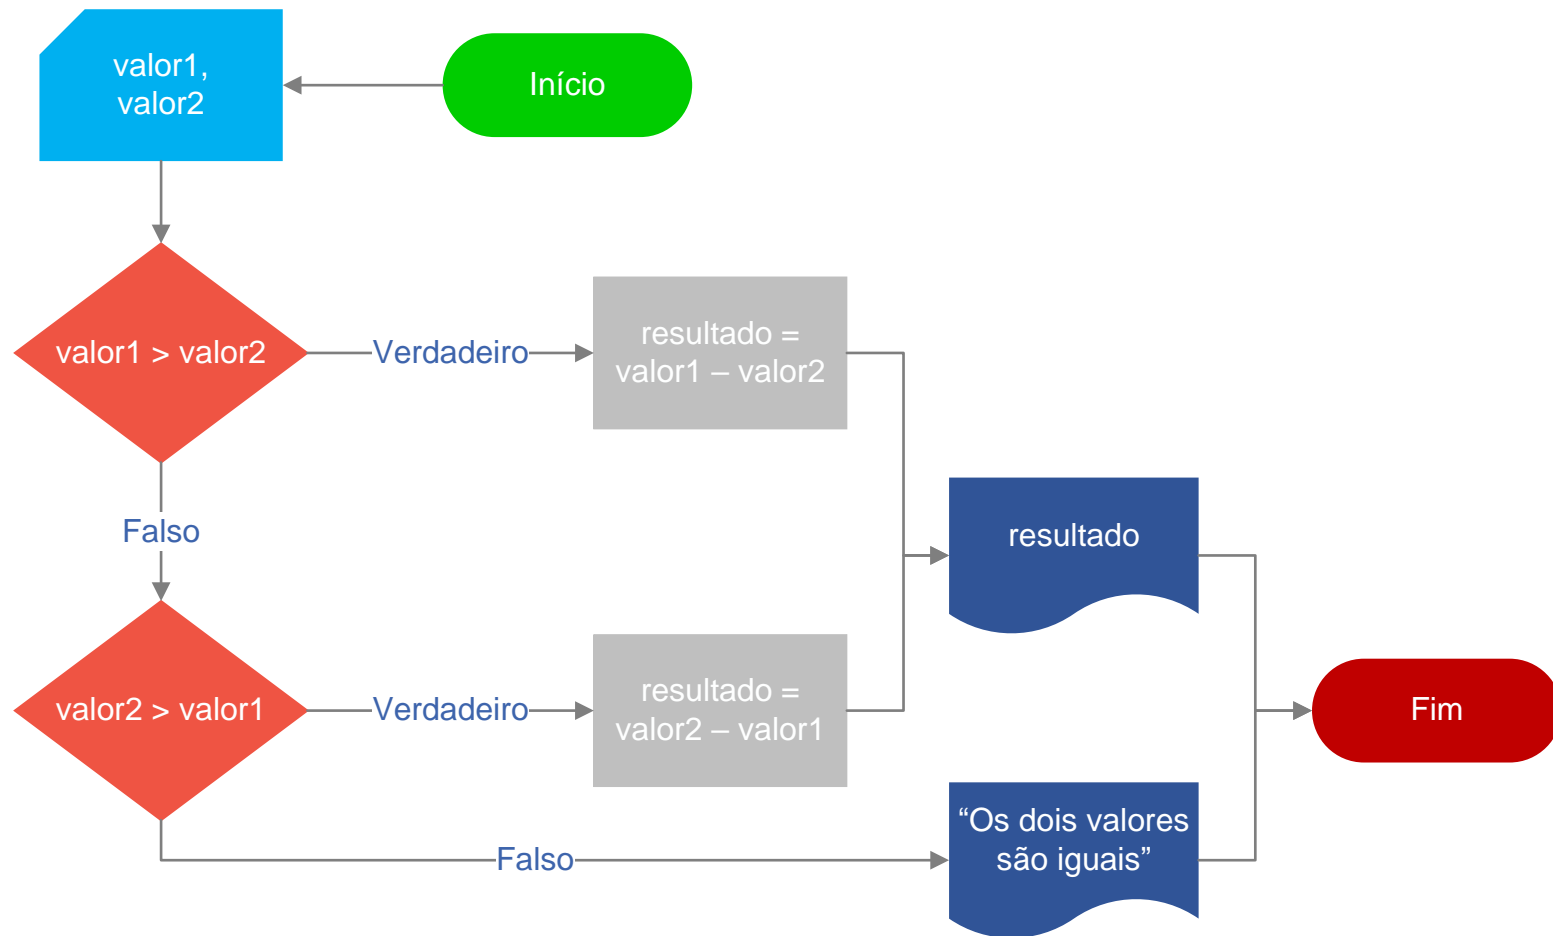 Início
valor1,
valor2
valor1 > valor2
Verdadeiro
resultado =
valor1 – valor2
Falso
resultado
valor2 > valor1
Verdadeiro
resultado =
valor2 – valor1
Fim
“Os dois valores
são iguais”
Falso